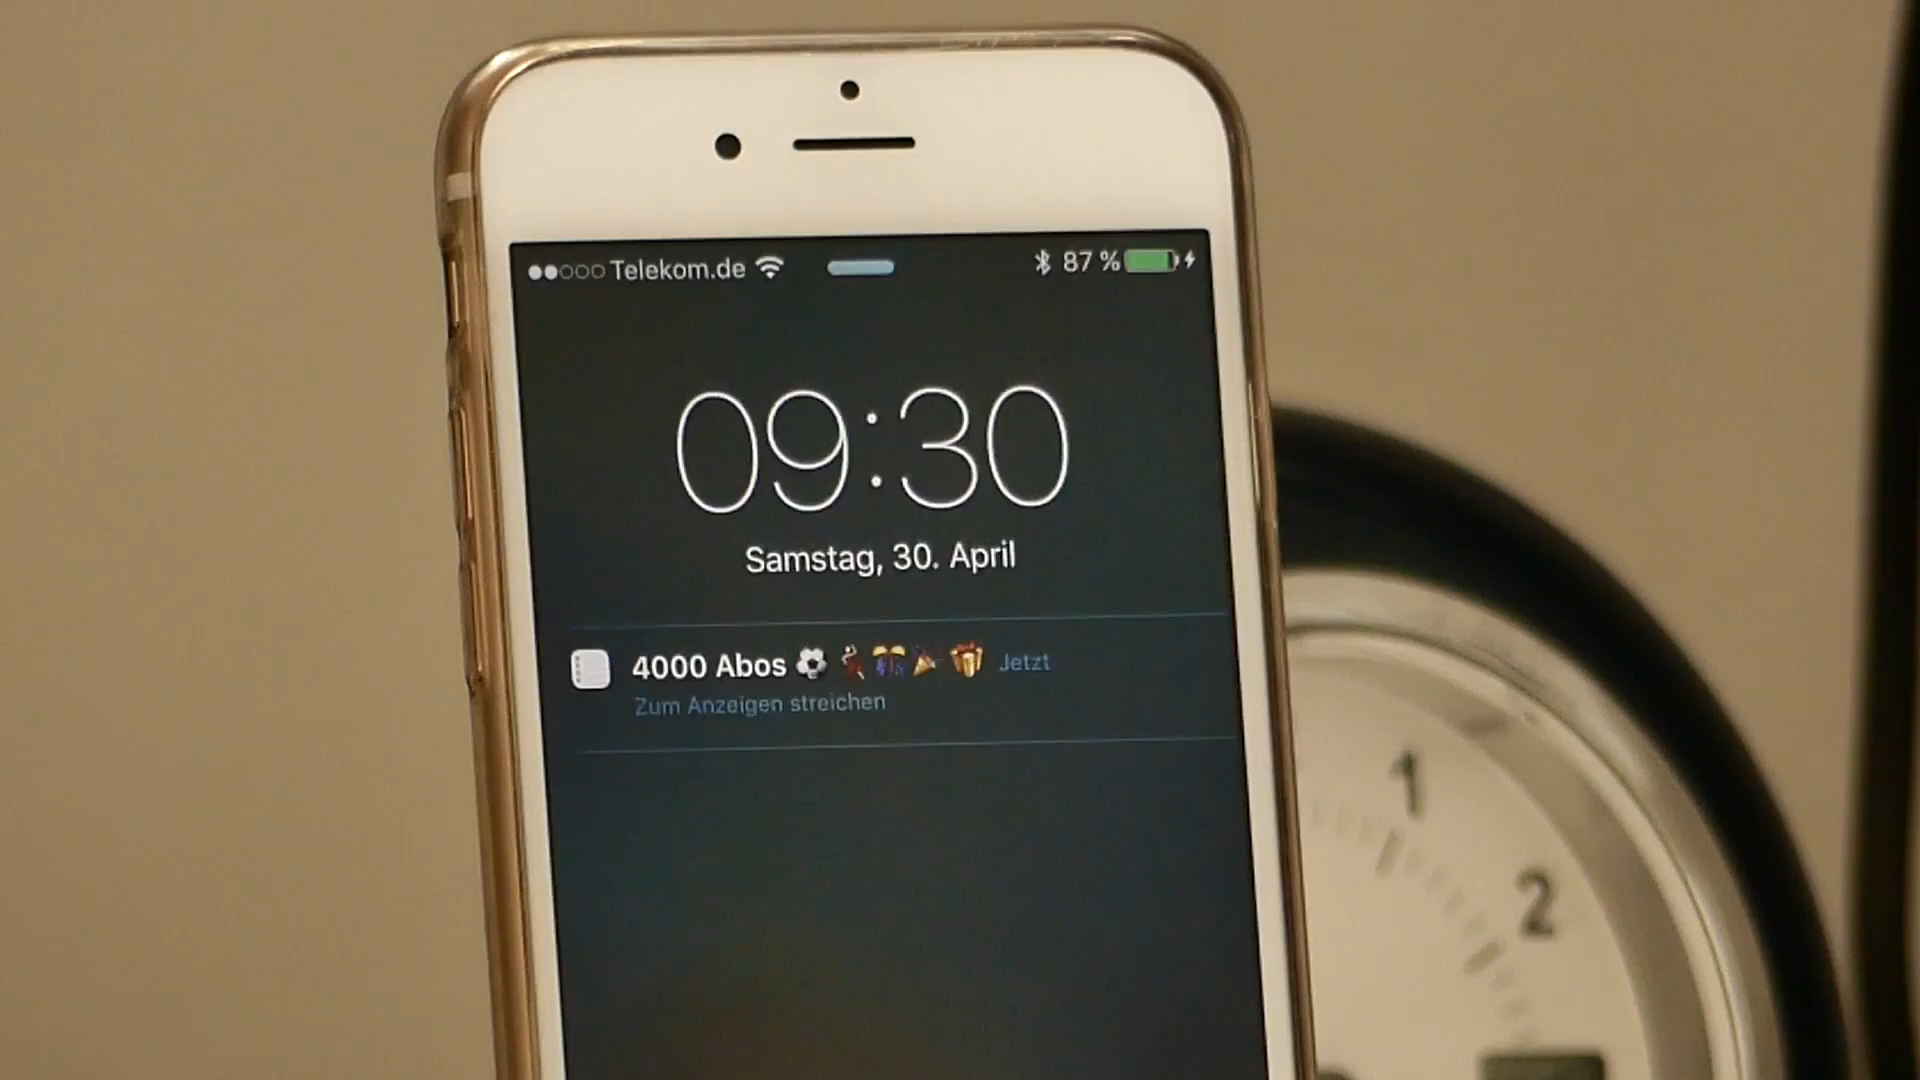 Telekom.de 87 %
09:30
Samstag, 30. April
4000 Abos Jetzt
Zum Anzeigen streichen
1
2